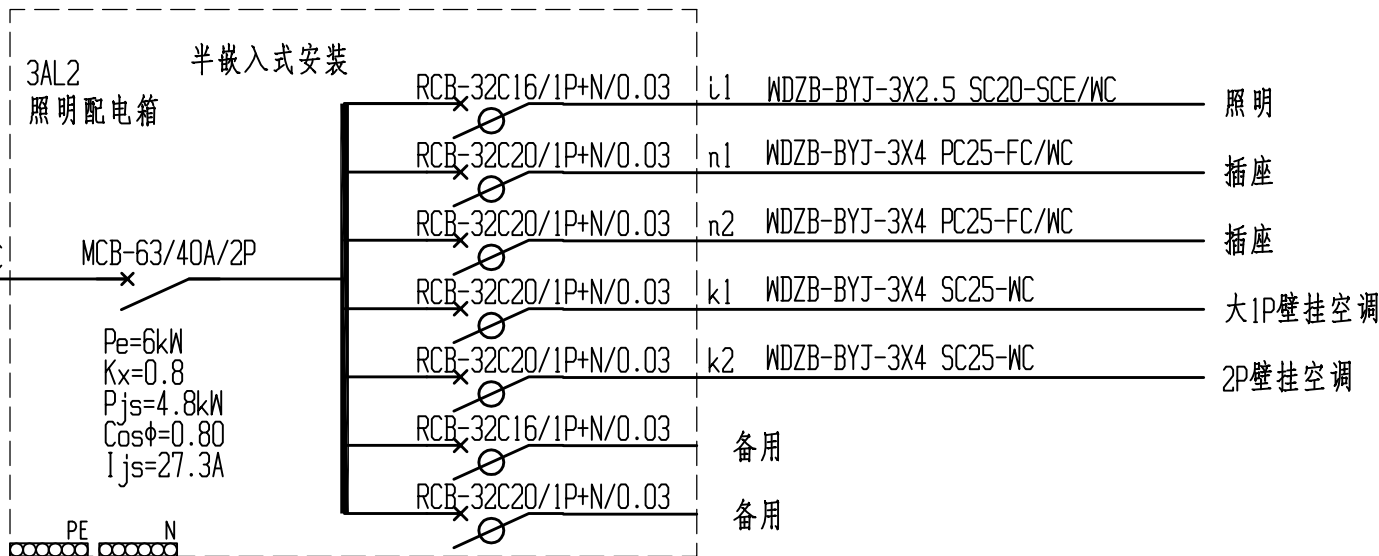 半嵌入式安装
3AL2
照明配电箱
RCB-32C16/1P+N/0.03 i1 WDZB-BYJ-3X2.5 SC20-SCE/WC 照明
RCB-32C20/1P+N/0.03 n1 WDZB-BYJ-3X4 PC25-FC/WC 插座
RCB-32C20/1P+N/0.03 n2 WDZB-BYJ-3X4 PC25-FC/WC 插座
MCB-63/40A/2P
RCB-32C20/1P+N/0.03 k1 WDZB-BYJ-3X4 SC25-WC 大1P壁挂空调
RCB-32C20/1P+N/0.03 k2 WDZB-BYJ-3X4 SC25-WC 2P壁挂空调
RCB-32C16/1P+N/0.03 备用
RCB-32C20/1P+N/0.03 备用
Pe=6kW
Kx=0.8
Pjs=4.8kW
CosΦ=0.80
Ijs=27.3A
PE N